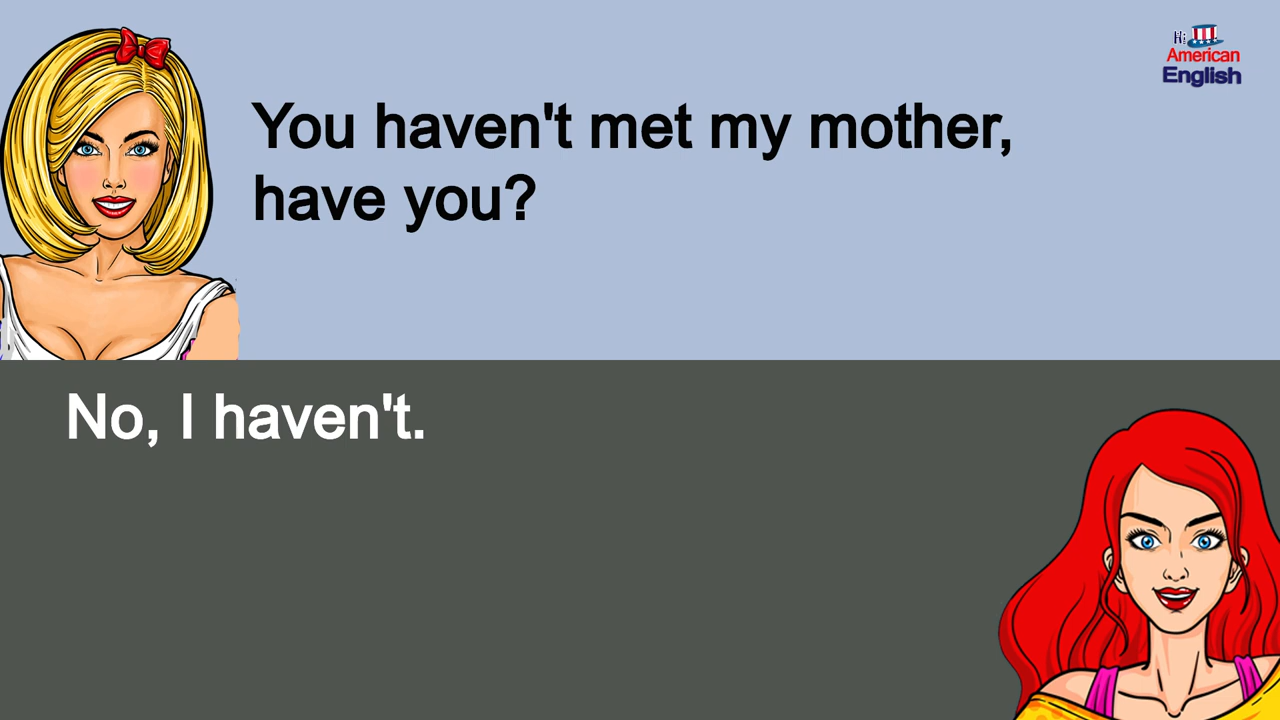 Hi
American
English
You haven't met my mother,
have you?
No, I haven't.